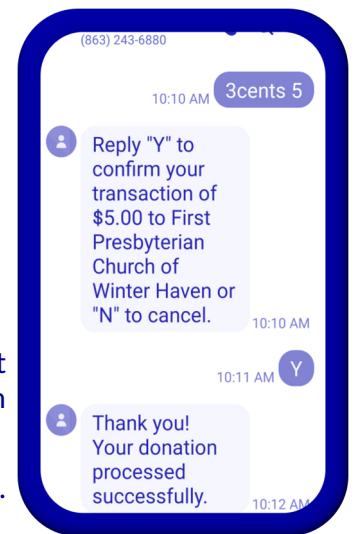 (863) 243-6880
10:10 AM 3cents 5
Reply "Y" to
confirm your
transaction of
$5.00 to First
Presbyterian
Church of
Winter Haven or
"N" to cancel.
10:10 AM
10:11 AM Y
Thank you!
Your donation
processed
successfully.
10:12 AM